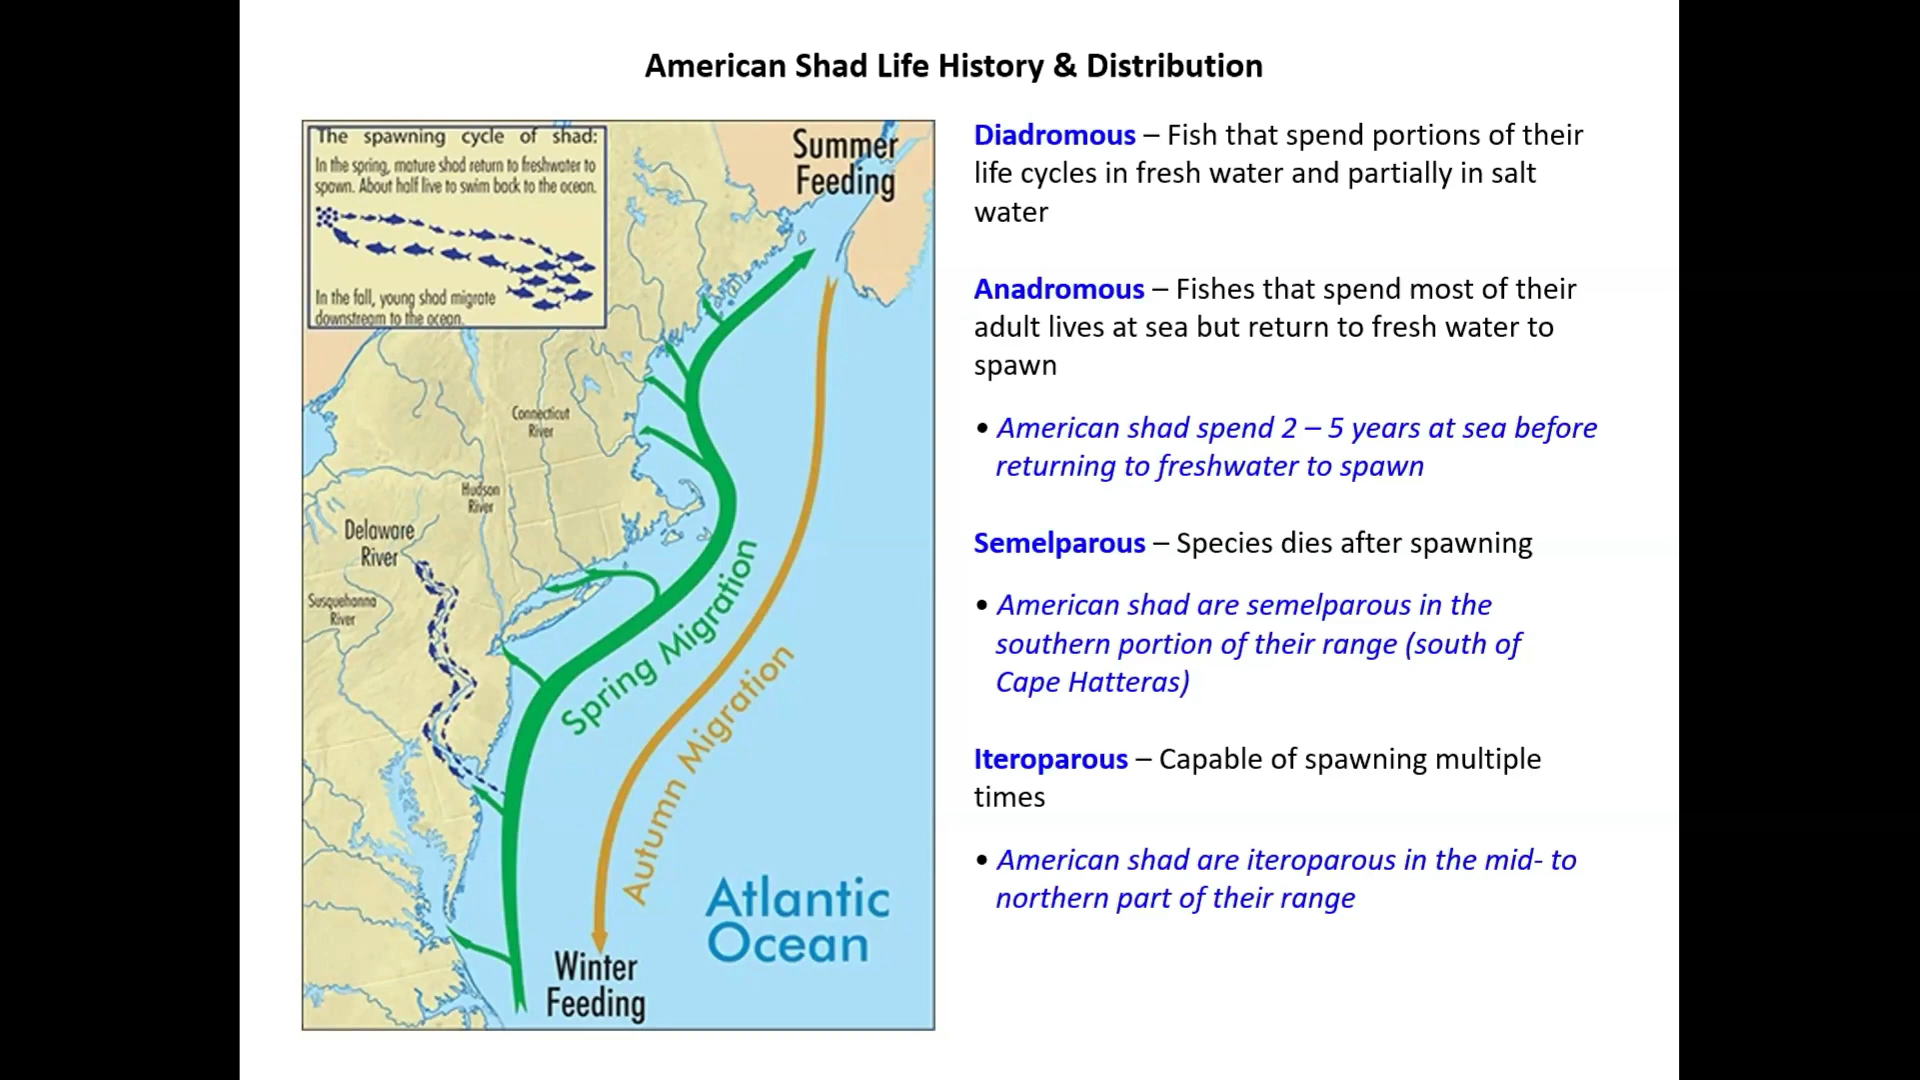 American Shad Life History & Distribution
The spawning cycle of shad:
In the spring, mature shad return to freshwater to
spawn. About half live to swim back to the ocean.
In the fall, young shad migrate
downstream to the ocean.
Summer
Feeding
Connecticut
River
Hudson
River
Delaware
River
Susquehanna
River
Spring Migration
Autumn Migration
Atlantic
Ocean
Winter
Feeding
Diadromous – Fish that spend portions of their
life cycles in fresh water and partially in salt
water
Anadromous – Fishes that spend most of their
adult lives at sea but return to fresh water to
spawn
• American shad spend 2 – 5 years at sea before
returning to freshwater to spawn
Semelparous – Species dies after spawning
• American shad are semelparous in the
southern portion of their range (south of
Cape Hatteras)
Iteroparous – Capable of spawning multiple
times
• American shad are iteroparous in the mid- to
northern part of their range